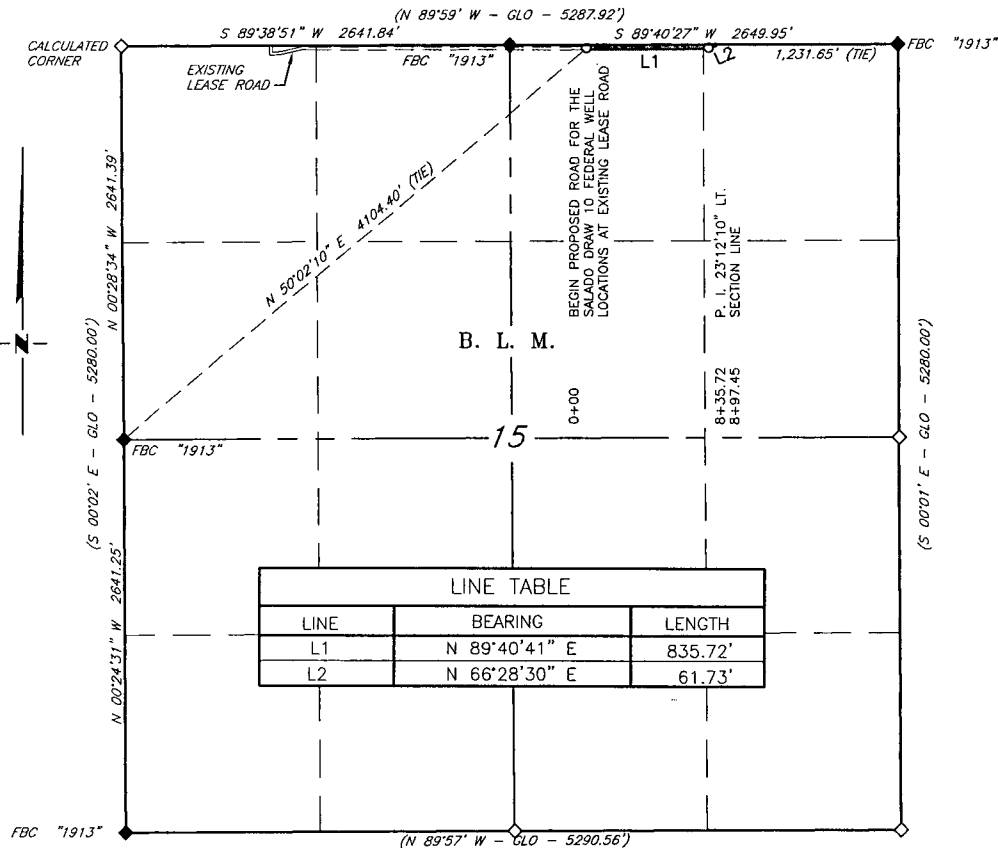 (N 89°59' W - GLO - 5287.92')
S 89°38'51" W 2641.84'
S 89°40'27" W 2649.95'
CALCULATED
CORNER
EXISTING
LEASE ROAD
FBC "1913"
L1
L2
1,231.65' (TIE)
FBC "1913"
N 00°28'34" W 2641.39'
N 50°02'10" E 4104.40' (TIE)
BEGIN PROPOSED ROAD FOR THE
SALADO DRAW 10 FEDERAL WELL
LOCATIONS AT EXISTING LEASE ROAD
0+00
P. I. 23°12'10" LT.
SECTION LINE
8+35.72
8+97.45
N
B. L. M.
(S 00°02' E - GLO - 5280.00')
(S 00°01' E - GLO - 5280.00')
15
FBC "1913"
N 00°24'31" W 2641.25'
LINE TABLE
LINE BEARING LENGTH
L1 N 89°40'41" E 835.72'
L2 N 66°28'30" E 61.73'
FBC "1913"
(N 89°57' W - GLO - 5290.56')